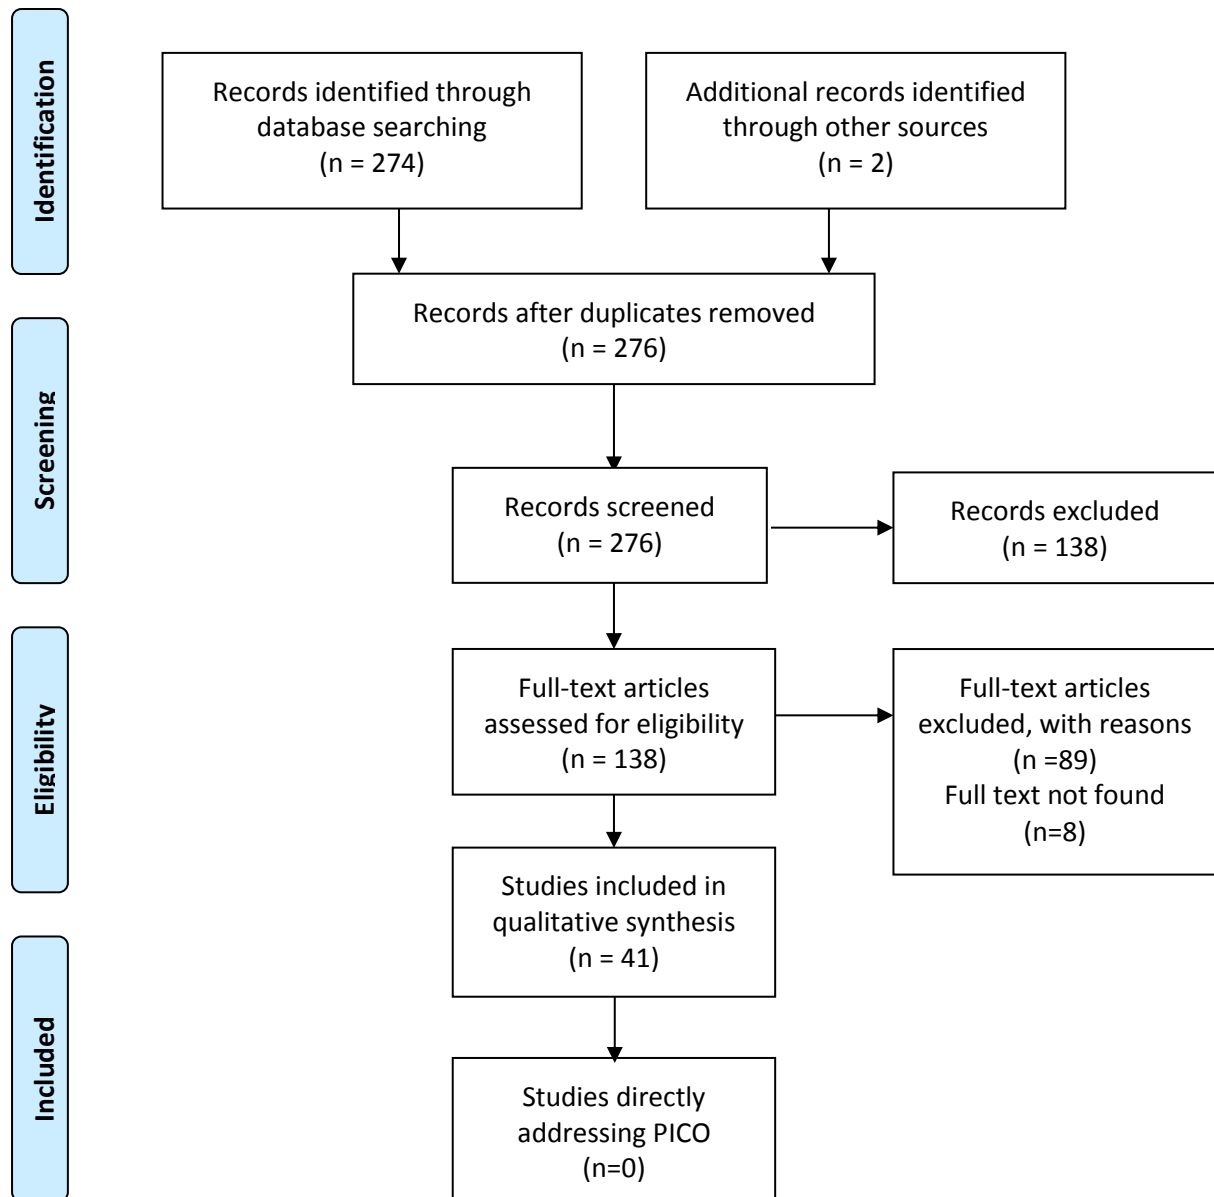 Identification
Records identified through
database searching
(n = 274)
Additional records identified
through other sources
(n = 2)
Records after duplicates removed
(n = 276)
Screening
Records screened
(n = 276)
Records excluded
(n = 138)
Eligibility
Full-text articles
assessed for eligibility
(n = 138)
Full-text articles
excluded, with reasons
(n =89)
Full text not found
(n=8)
Studies included in
qualitative synthesis
(n = 41)
Included
Studies directly
addressing PICO
(n=0)